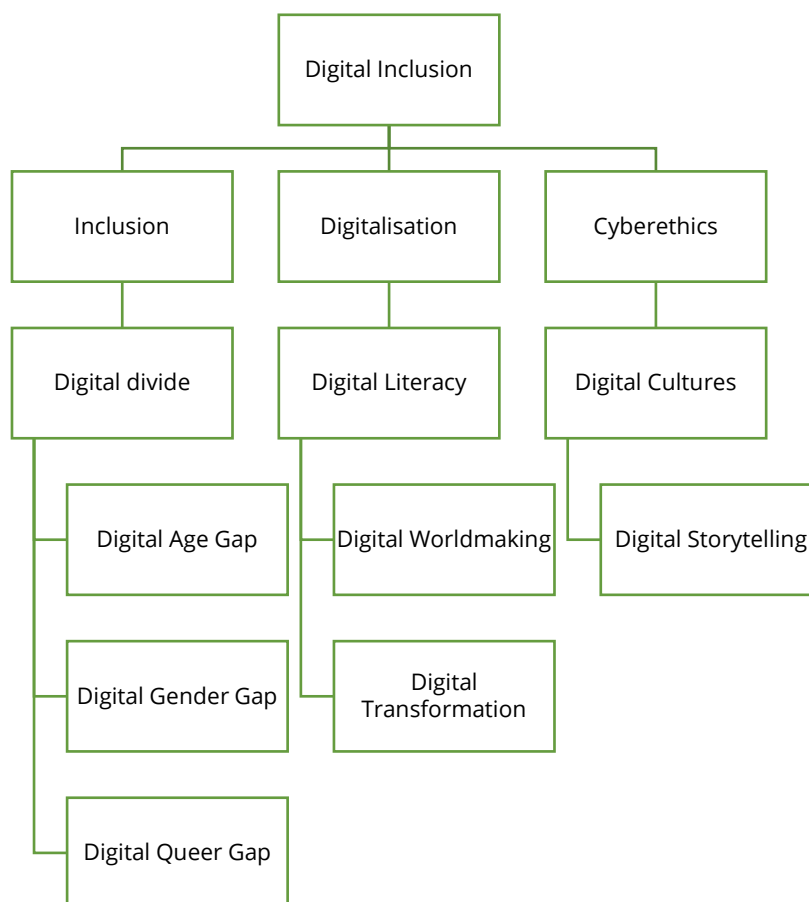 Digital Inclusion
Inclusion
Digitalisation
Cyberethics
Digital divide
Digital Literacy
Digital Cultures
Digital Age Gap
Digital Worldmaking
Digital Storytelling
Digital Gender Gap
Digital
Transformation
Digital Queer Gap